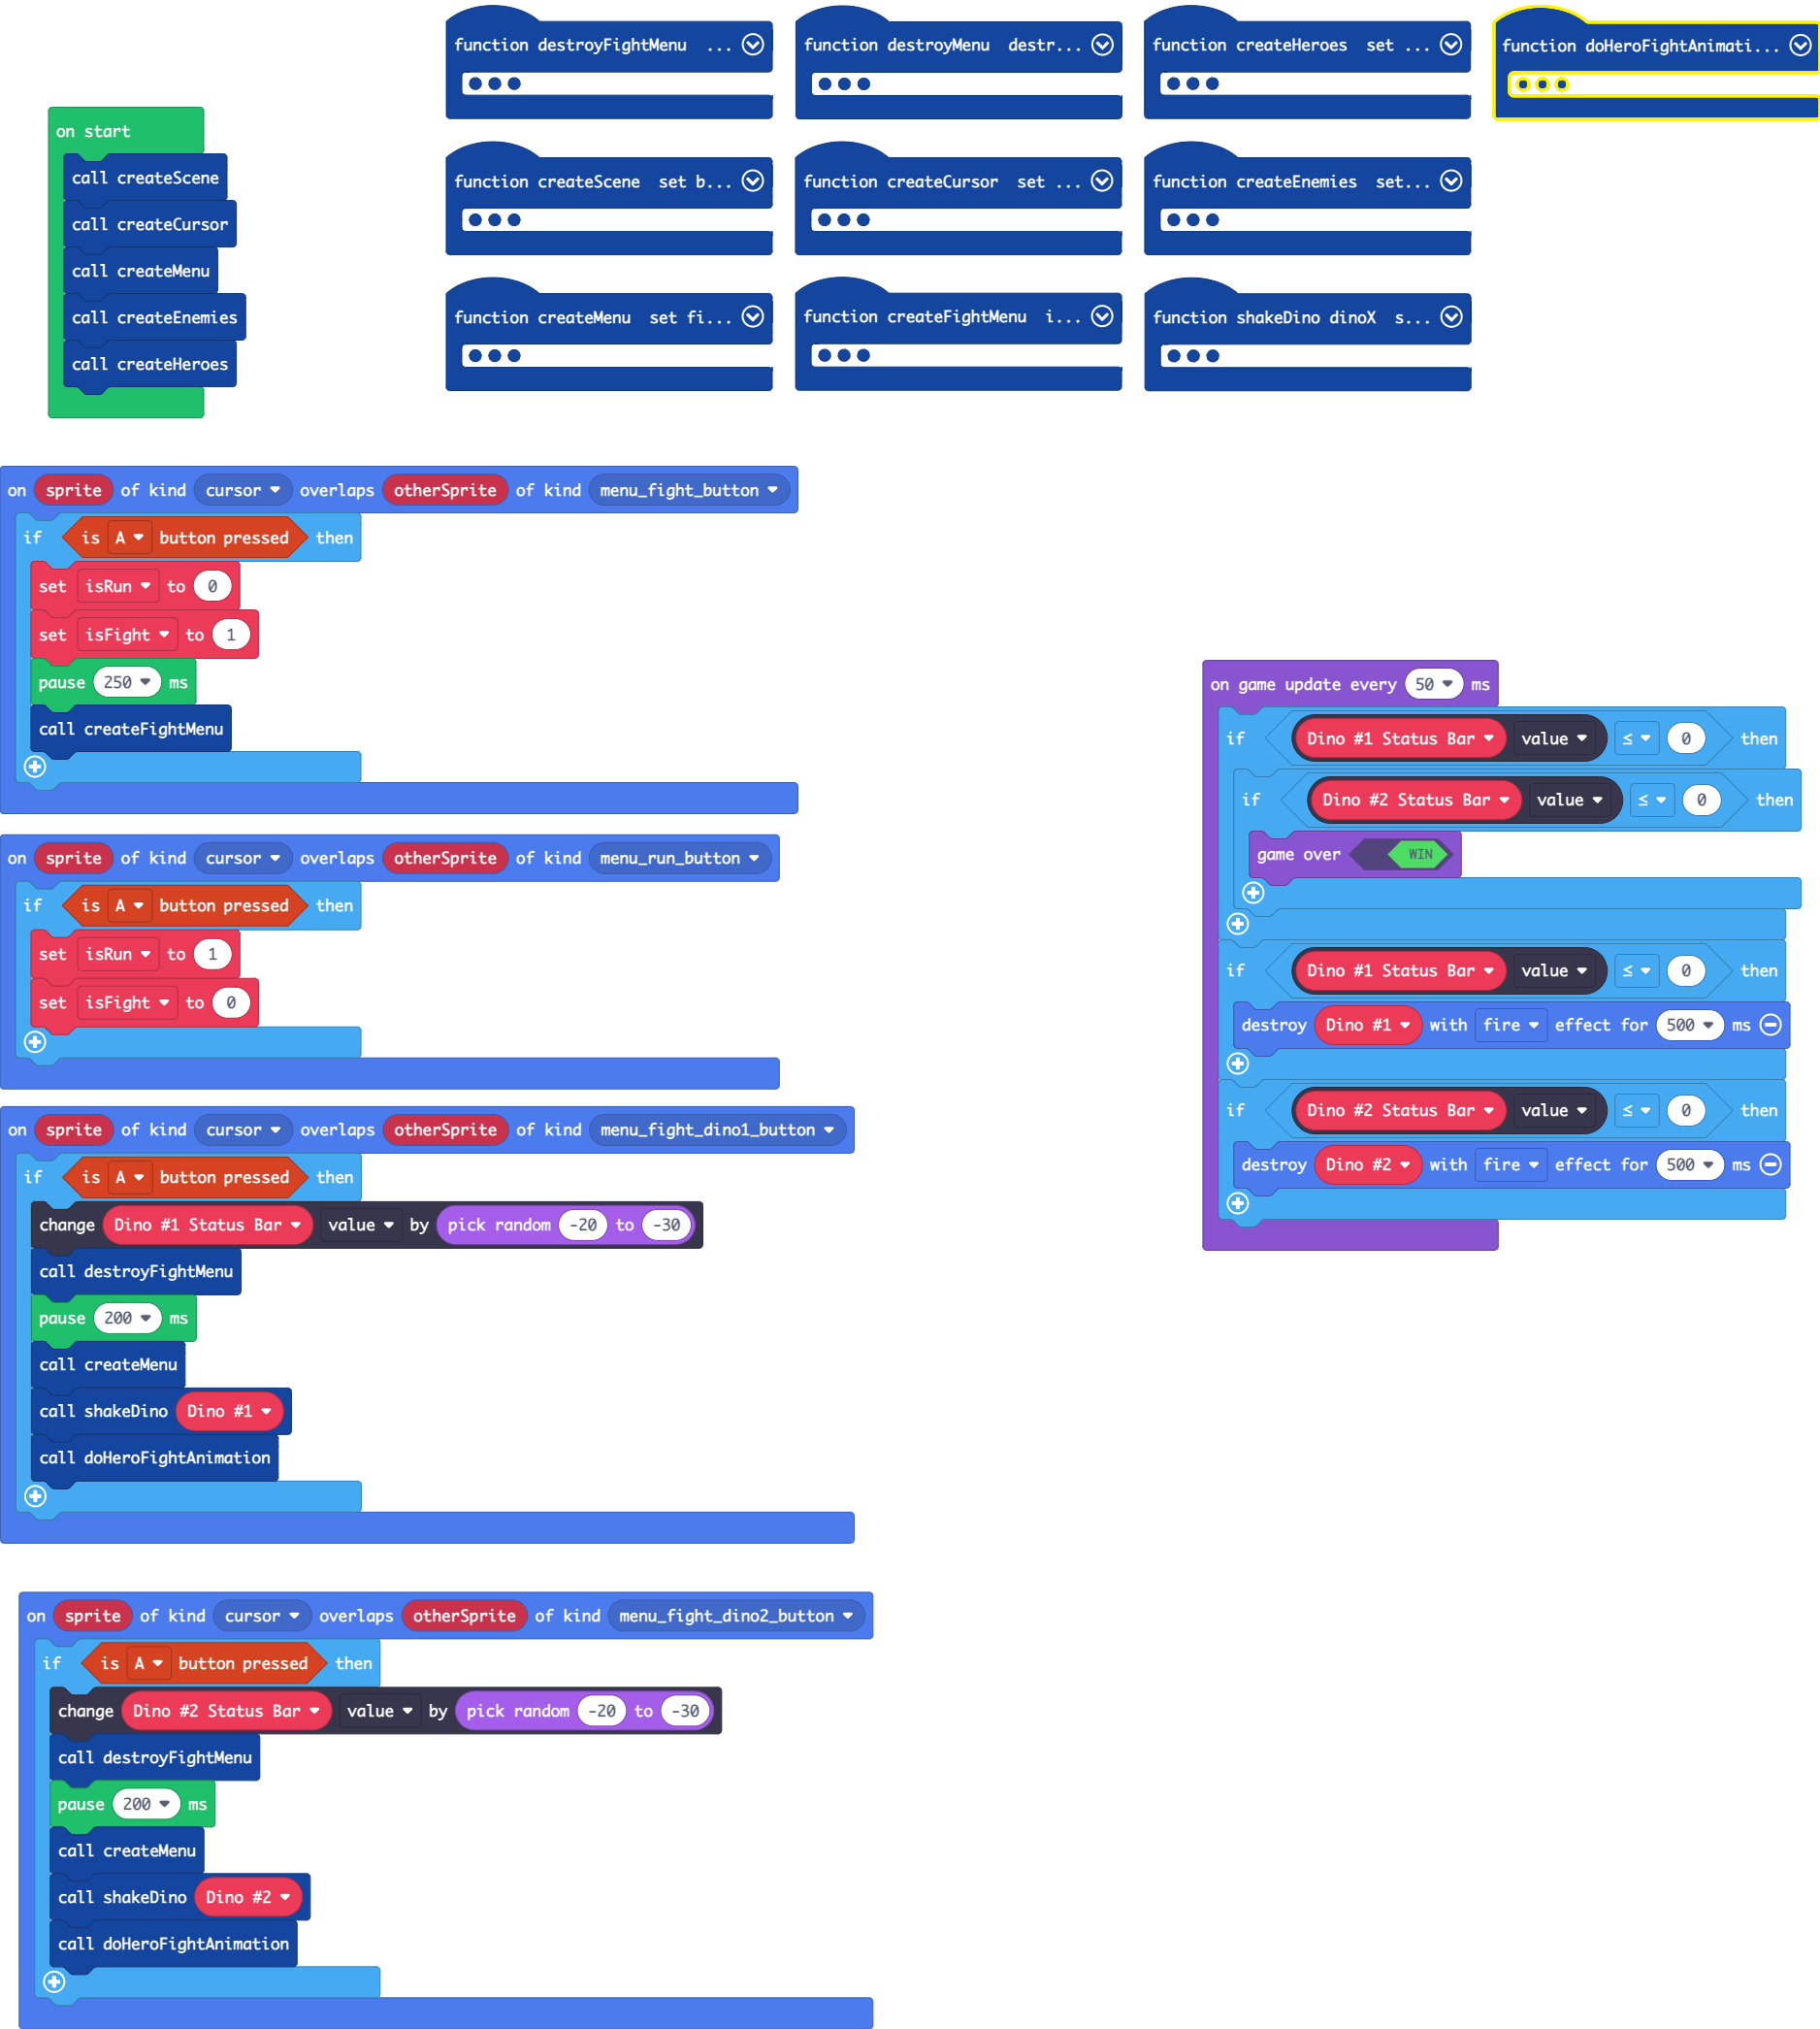 function destroyFightMenu ...
function destroyMenu destr...
function createHeroes set ...
function doHeroFightAnimati...
on start
call createScene
call createCursor
call createMenu
call createEnemies
call createHeroes
function createScene set b...
function createCursor set ...
function createEnemies set...
function createMenu set fi...
function createFightMenu i...
function shakeDino dinoX s...
on sprite of kind cursor overlaps otherSprite of kind menu_fight_button
if is A button pressed then
set isRun to 0
set isFight to 1
pause 250 ms
call createFightMenu
on sprite of kind cursor overlaps otherSprite of kind menu_run_button
if is A button pressed then
set isRun to 1
set isFight to 0
on sprite of kind cursor overlaps otherSprite of kind menu_fight_dino1_button
if is A button pressed then
change Dino #1 Status Bar value by pick random -20 to -30
call destroyFightMenu
pause 200 ms
call createMenu
call shakeDino Dino #1
call doHeroFightAnimation
on sprite of kind cursor overlaps otherSprite of kind menu_fight_dino2_button
if is A button pressed then
change Dino #2 Status Bar value by pick random -20 to -30
call destroyFightMenu
pause 200 ms
call createMenu
call shakeDino Dino #2
call doHeroFightAnimation
on game update every 50 ms
if Dino #1 Status Bar value ≤ 0 then
if Dino #2 Status Bar value ≤ 0 then
game over WIN
if Dino #1 Status Bar value ≤ 0 then
destroy Dino #1 with fire effect for 500 ms
if Dino #2 Status Bar value ≤ 0 then
destroy Dino #2 with fire effect for 500 ms